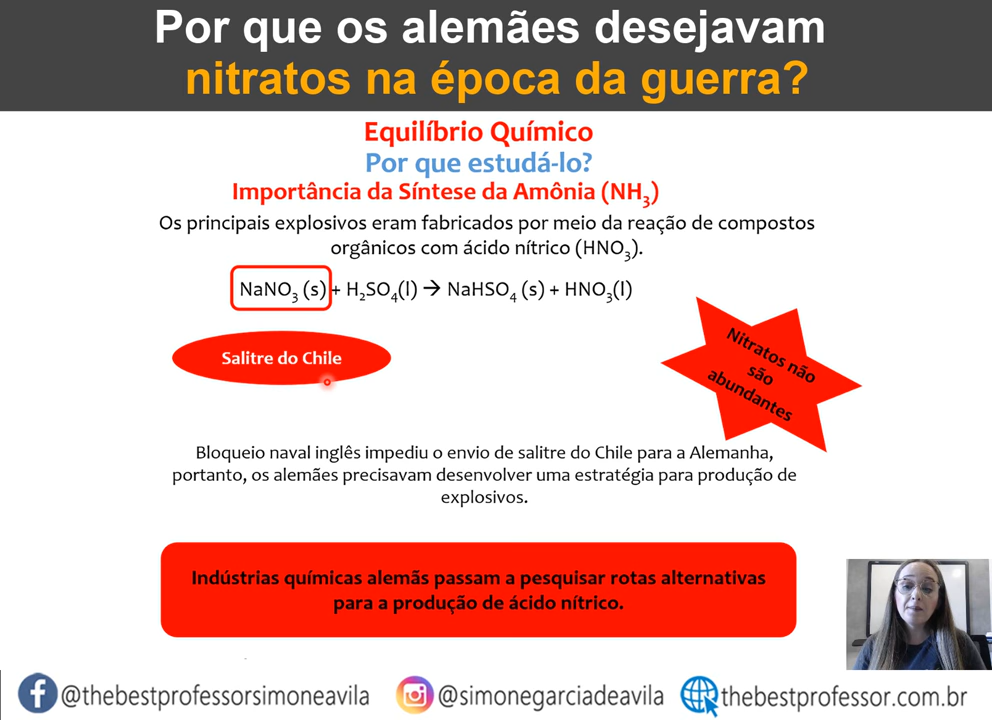 Por que os alemães desejavam
nitratos na época da guerra?
Equilíbrio Químico
Por que estudá-lo?
Importância da Síntese da Amônia (NH₃)
Os principais explosivos eram fabricados por meio da reação de compostos
orgânicos com ácido nítrico (HNO₃).
NaNO₃ (s) + H₂SO₄(l) → NaHSO₄ (s) + HNO₃(l)
Salitre do Chile
Nitratos não
são
abundantes
Bloqueio naval inglês impediu o envio de salitre do Chile para a Alemanha,
portanto, os alemães precisavam desenvolver uma estratégia para produção de
explosivos.
Indústrias químicas alemãs passam a pesquisar rotas alternativas
para a produção de ácido nítrico.
@thebestprofessorsimoneavila @simonegarciadeavila thebestprofessor.com.br